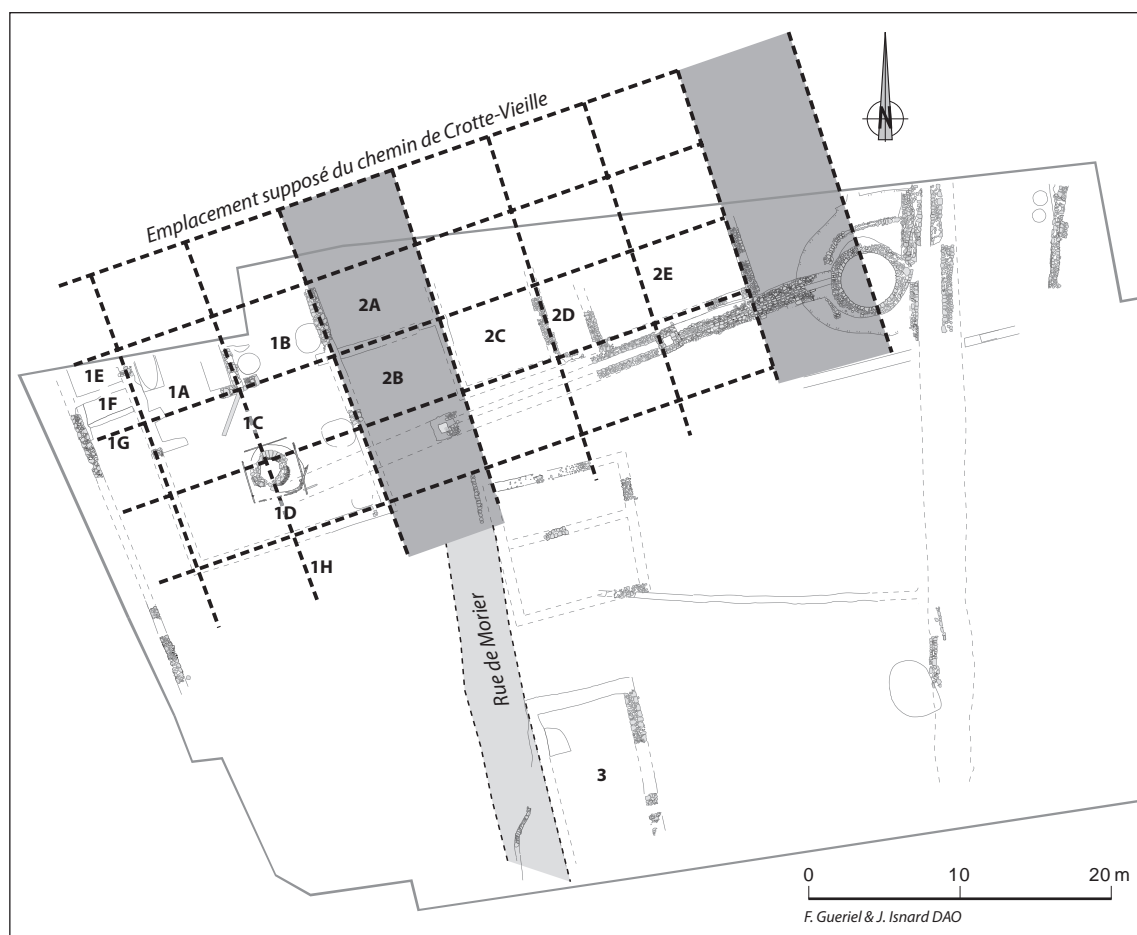 N
Emplacement supposé du chemin de Crotte-Vieille
2E
2A
2D
1B
2C
1E
1A
2B
1F
1C
1G
1D
1H
Rue de Morier
3
0 10 20 m
F. Gueriel & J. Isnard DAO